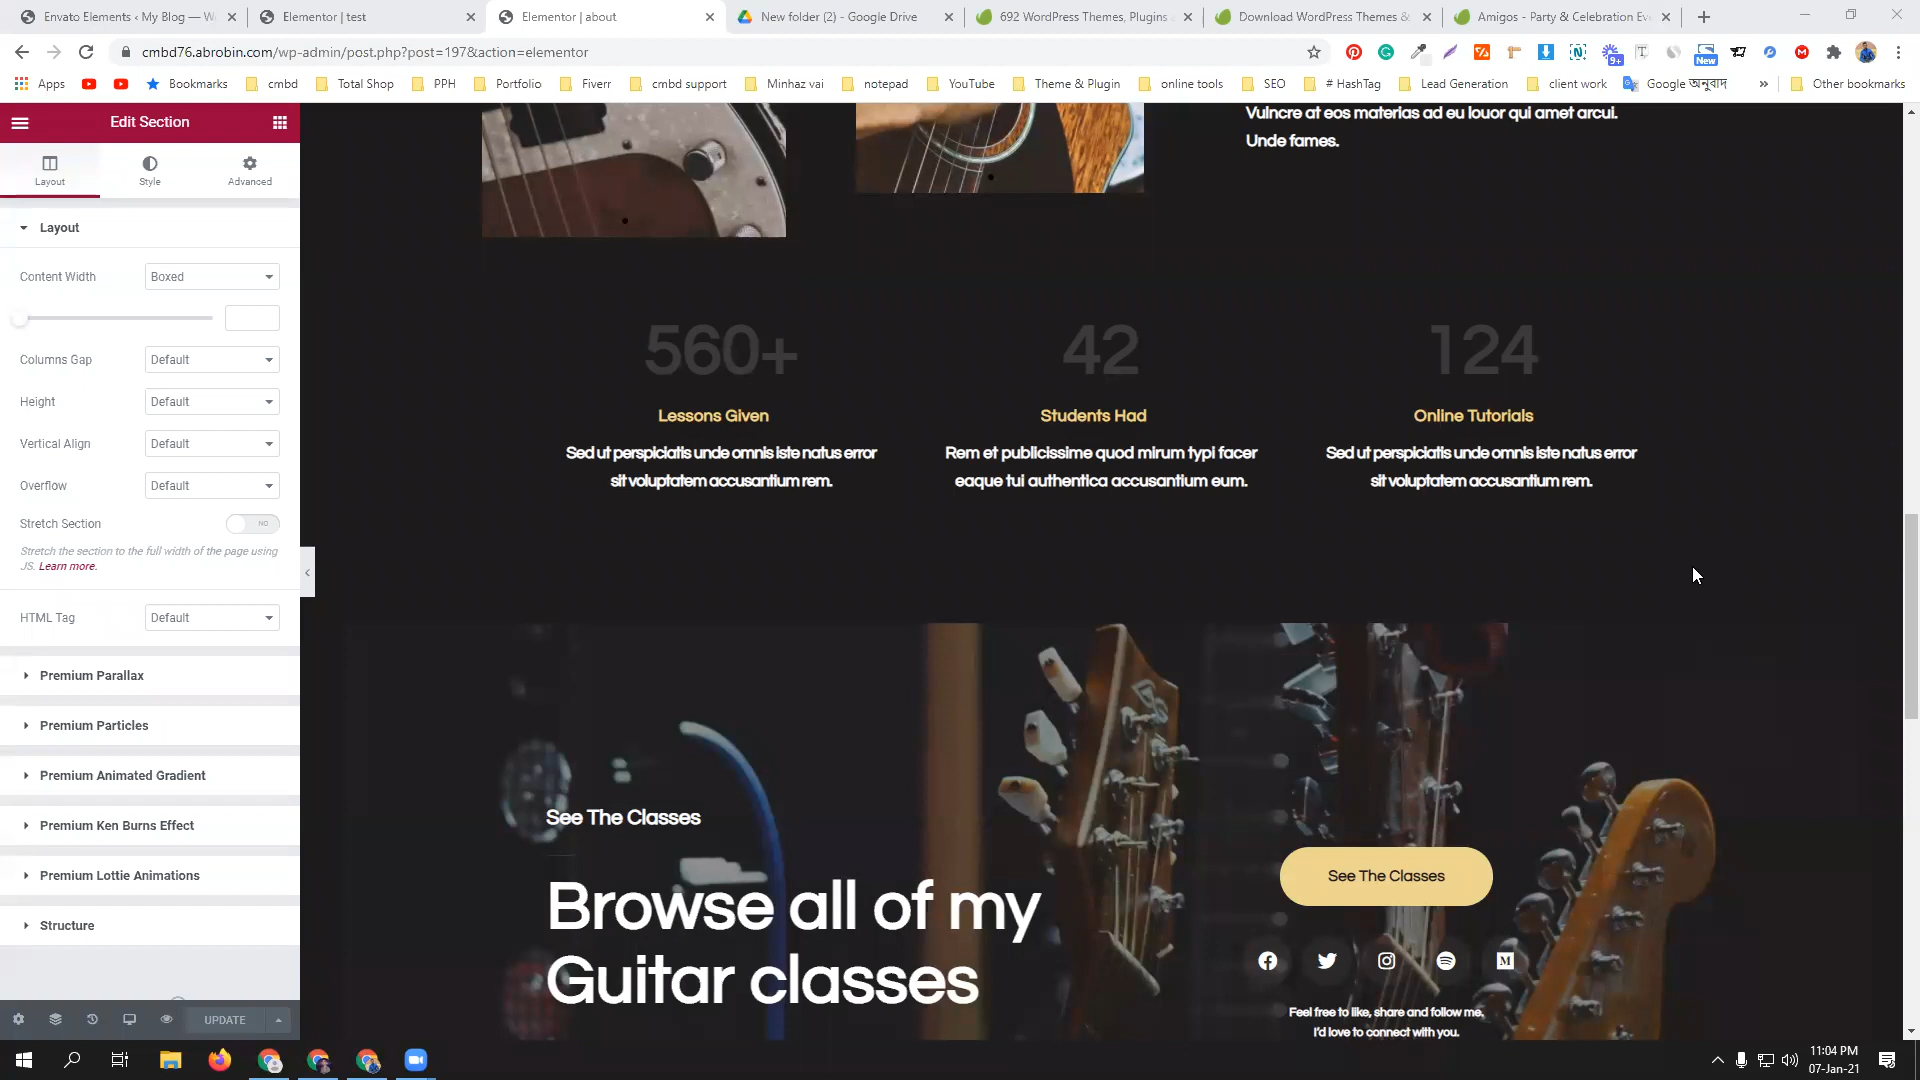 Envato Elements ‹ My Blog — W
Elementor | test
Elementor | about
New folder (2) - Google Drive
692 WordPress Themes, Plugins
Download WordPress Themes &
Amigos - Party & Celebration Eve
cmbd76.abrobin.com/wp-admin/post.php?post=197&action=elementor
9+
New
Apps
Bookmarks
cmbd
Total Shop
PPH
Portfolio
Fiverr
cmbd support
Minhaz vai
notepad
YouTube
Theme & Plugin
online tools
SEO
# HashTag
Lead Generation
client work
Google অনুবাদ
»
Other bookmarks
Edit Section
Layout
Style
Advanced
Layout
Content Width
Boxed
Columns Gap
Default
Height
Default
Vertical Align
Default
Overflow
Default
Stretch Section
NO
Stretch the section to the full width of the page using
JS. Learn more.
HTML Tag
Default
Premium Parallax
Premium Particles
Premium Animated Gradient
Premium Ken Burns Effect
Premium Lottie Animations
Structure
UPDATE
Vulncre at eos materias ad eu louor qui amet arcui.
Unde fames.
560+
Lessons Given
Sed ut perspiciatis unde omnis iste natus error
sit voluptatem accusantium rem.
42
Students Had
Rem et publicissime quod mirum typi facer
eaque tui authentica accusantium eum.
124
Online Tutorials
Sed ut perspiciatis unde omnis iste natus error
sit voluptatem accusantium rem.
See The Classes
Browse all of my
Guitar classes
See The Classes
Feel free to like, share and follow me.
I'd love to connect with you.
11:04 PM
07-Jan-21